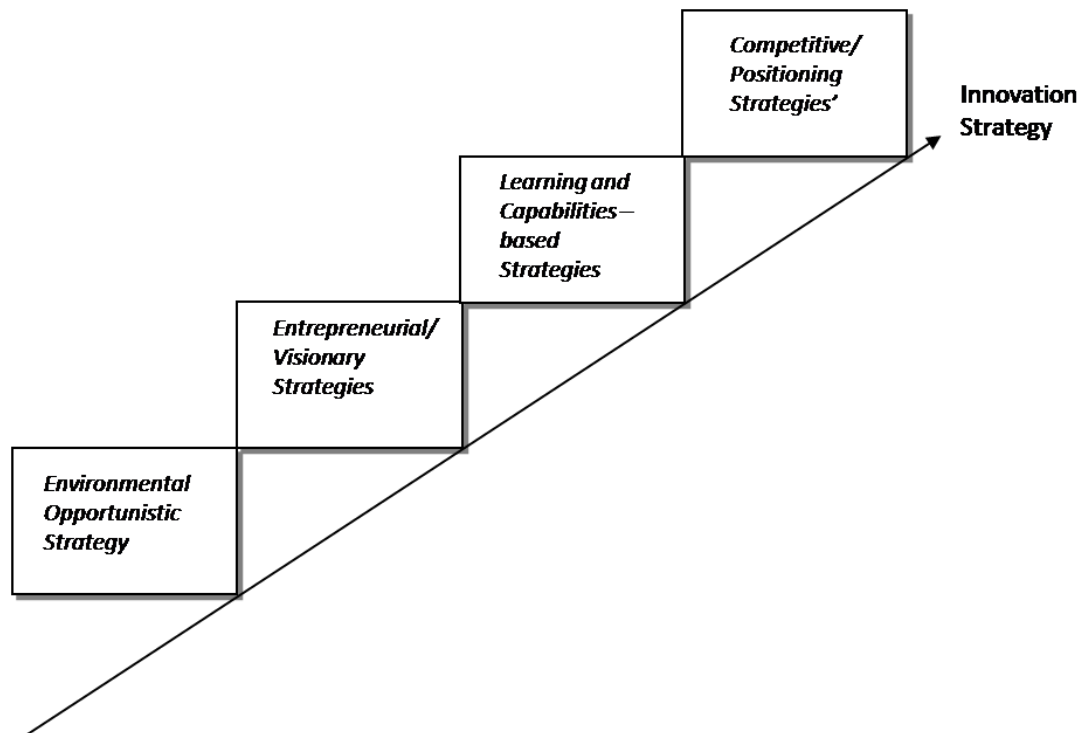 Competitive/
Positioning
Strategies’
Innovation
Strategy
Learning and
Capabilities –
based
Strategies
Entrepreneurial/
Visionary
Strategies
Environmental
Opportunistic
Strategy